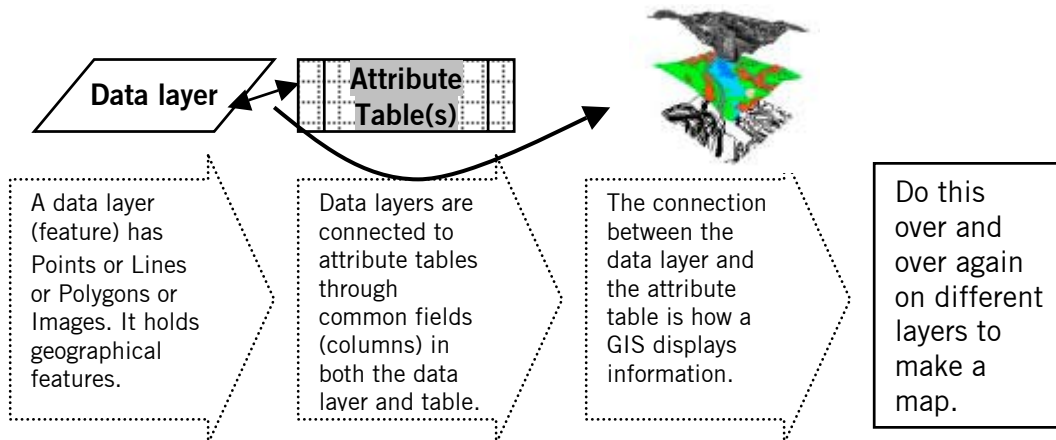 Data layer
Attribute
Table(s)
A data layer
(feature) has
Points or Lines
or Polygons or
Images. It holds
geographical
features.
Data layers are
connected to
attribute tables
through
common fields
(columns) in
both the data
layer and table.
The connection
between the
data layer and
the attribute
table is how a
GIS displays
information.
Do this
over and
over again
on different
layers to
make a
map.